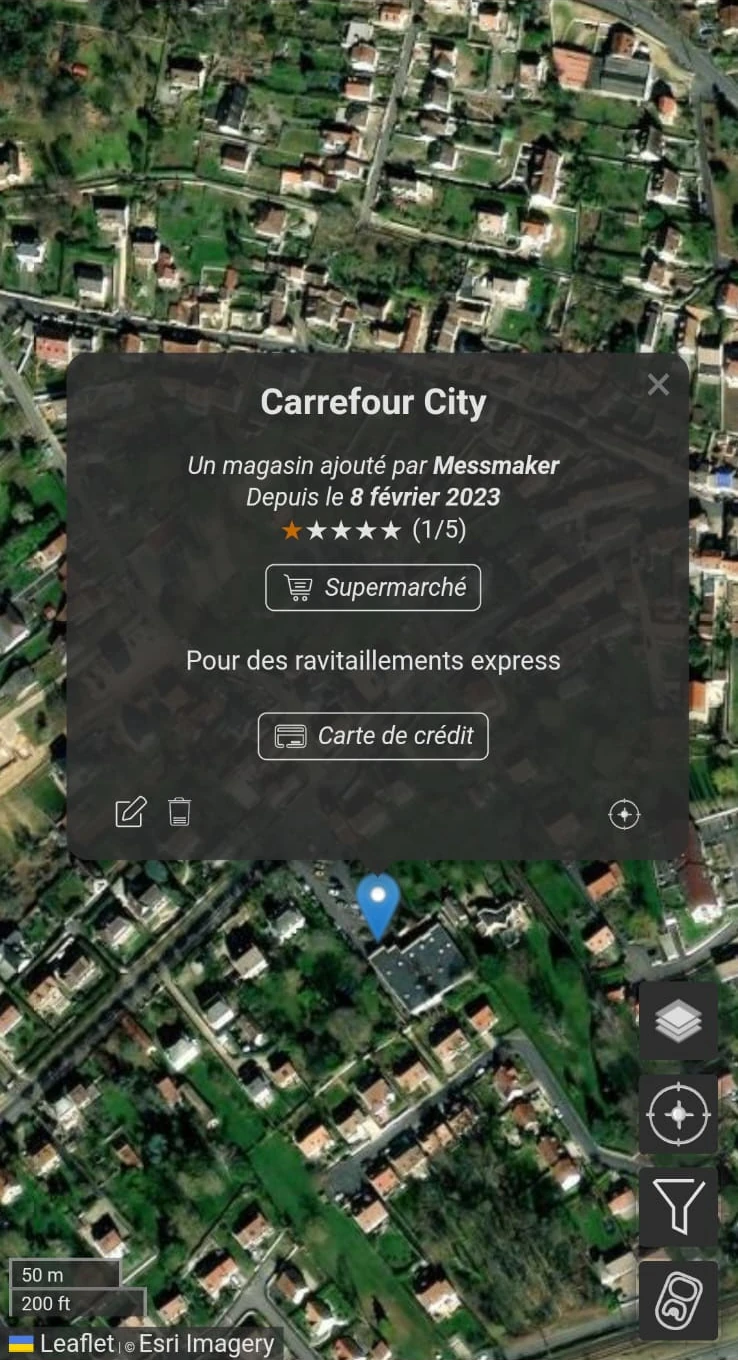 Carrefour City
Un magasin ajouté par Messmaker
Depuis le 8 février 2023
★★★★★ (1/5)
Supermarché
Pour des ravitaillements express
Carte de crédit
50 m
200 ft
Leaflet | © Esri Imagery